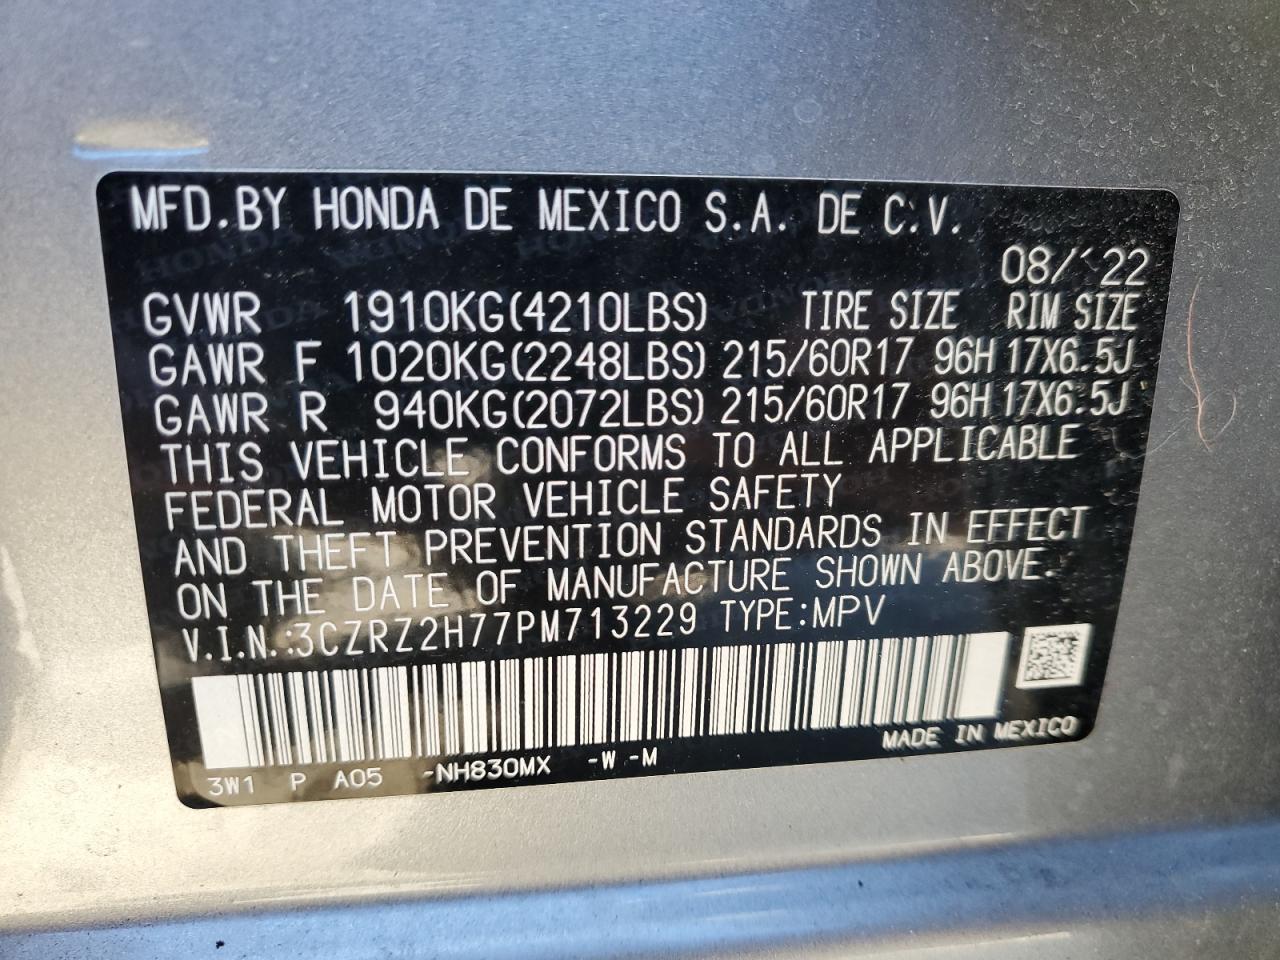 MFD.BY HONDA DE MEXICO S.A. DE C.V.
08/'22
GVWR 1910KG(4210LBS) TIRE SIZE RIM SIZE
GAWR F 1020KG(2248LBS) 215/60R17 96H 17X6.5J
GAWR R 940KG(2072LBS) 215/60R17 96H 17X6.5J
THIS VEHICLE CONFORMS TO ALL APPLICABLE
FEDERAL MOTOR VEHICLE SAFETY
AND THEFT PREVENTION STANDARDS IN EFFECT
ON THE DATE OF MANUFACTURE SHOWN ABOVE.
V.I.N.:3CZRZ2H77PM713229 TYPE:MPV
MADE IN MEXICO
3W1 P A05 -NH830MX -W -M